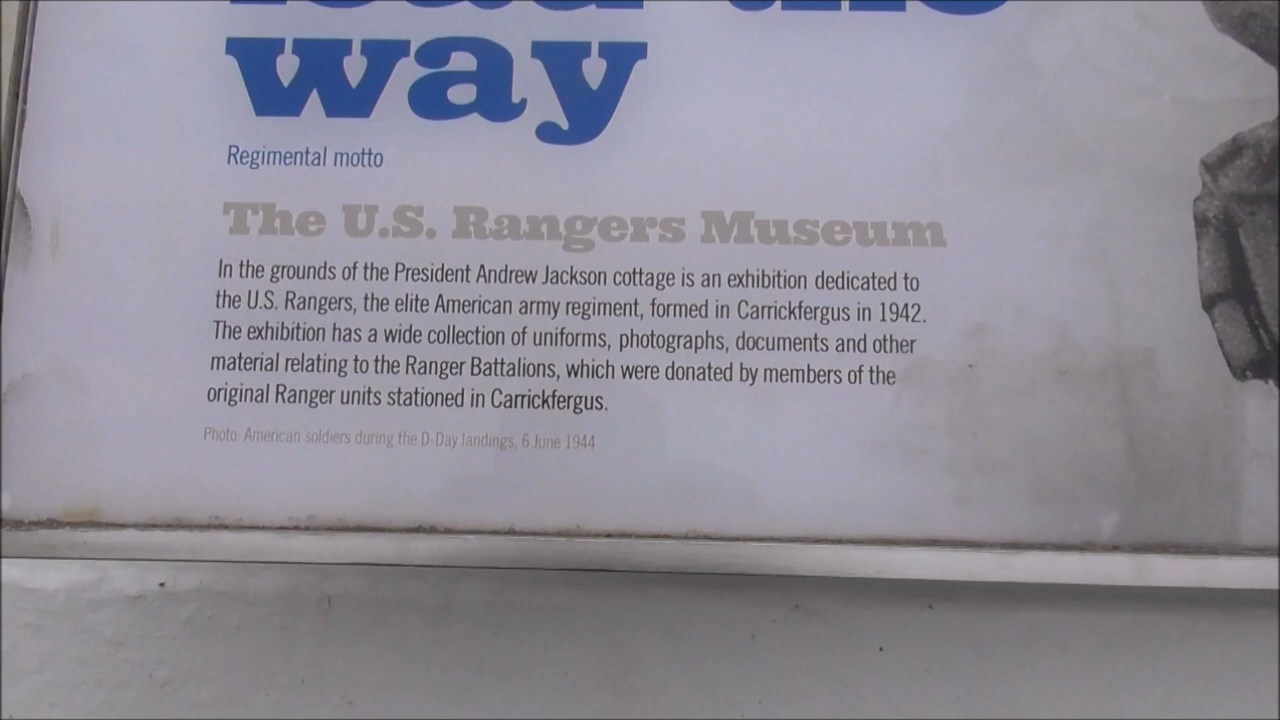 lead the
way
Regimental motto
The U.S. Rangers Museum
In the grounds of the President Andrew Jackson cottage is an exhibition dedicated to
the U.S. Rangers, the elite American army regiment, formed in Carrickfergus in 1942.
The exhibition has a wide collection of uniforms, photographs, documents and other
material relating to the Ranger Battalions, which were donated by members of the
original Ranger units stationed in Carrickfergus.
Photo: American soldiers during the D-Day landings, 6 June 1944